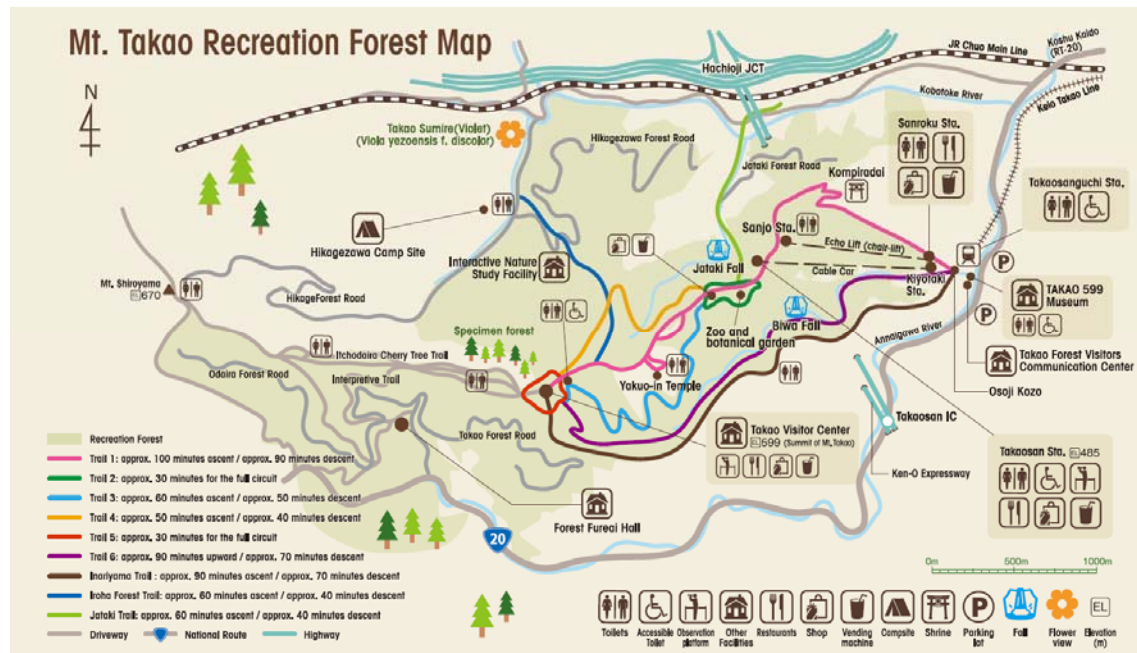 Mt. Takao Recreation Forest Map
N
Hachioji JCT
JR Chuo Main Line
Koshu Kaido
(RT-20)
Kobotoke River
Keio Takao Line
Takao Sumire(Violet)
(Viola yezoensis f. discolor)
Hikagezawa Forest Road
Jataki Forest Road
Sanroku Sta.
Kompiradai
Takaosanguchi Sta.
Hikagezawa Camp Site
Sanjo Sta.
Echo Lift (chair-lift)
Cable Car
Interactive Nature
Study Facility
Jataki Fall
Kiyotaki
Sta.
P
TAKAO 599
Museum
P
Mt. Shiroyama
EL 670
HikageForest Road
Zoo and
botanical garden
Biwa Fall
Annaigawa River
Specimen forest
Itchodaira Cherry Tree Trail
Yakuo-in Temple
Takao Forest Visitors
Communication Center
Osoji Kozo
Odaira Forest Road
Interpretive Trail
Takao Forest Road
Takao Visitor Center
EL 599 (Summit of Mt. Takao)
Takaosan IC
Takaosan Sta. EL 485
Ken-O Expressway
Forest Fureai Hall
20
Recreation Forest
Trail 1: approx. 100 minutes ascent / approx. 90 minutes descent
Trail 2: approx. 30 minutes for the full circuit
Trail 3: approx. 60 minutes ascent / approx. 50 minutes descent
Trail 4: approx. 50 minutes ascent / approx. 40 minutes descent
Trail 5: approx. 30 minutes for the full circuit
Trail 6: approx. 90 minutes upward / approx. 70 minutes descent
Inariyama Trail : approx. 90 minutes ascent / approx. 70 minutes descent
Iroha Forest Trail: approx. 60 minutes ascent / approx. 40 minutes descent
Jataki Trail: approx. 60 minutes ascent / approx. 40 minutes descent
Driveway National Route Highway
0m 500m 1000m
P
EL
Toilets
Accessible
Toilet
Observation
platform
Other
Facilities
Restaurants
Shop
Vending
machine
Campsite
Shrine
Parking
lot
Fall
Flower
view
Elevation
(m)